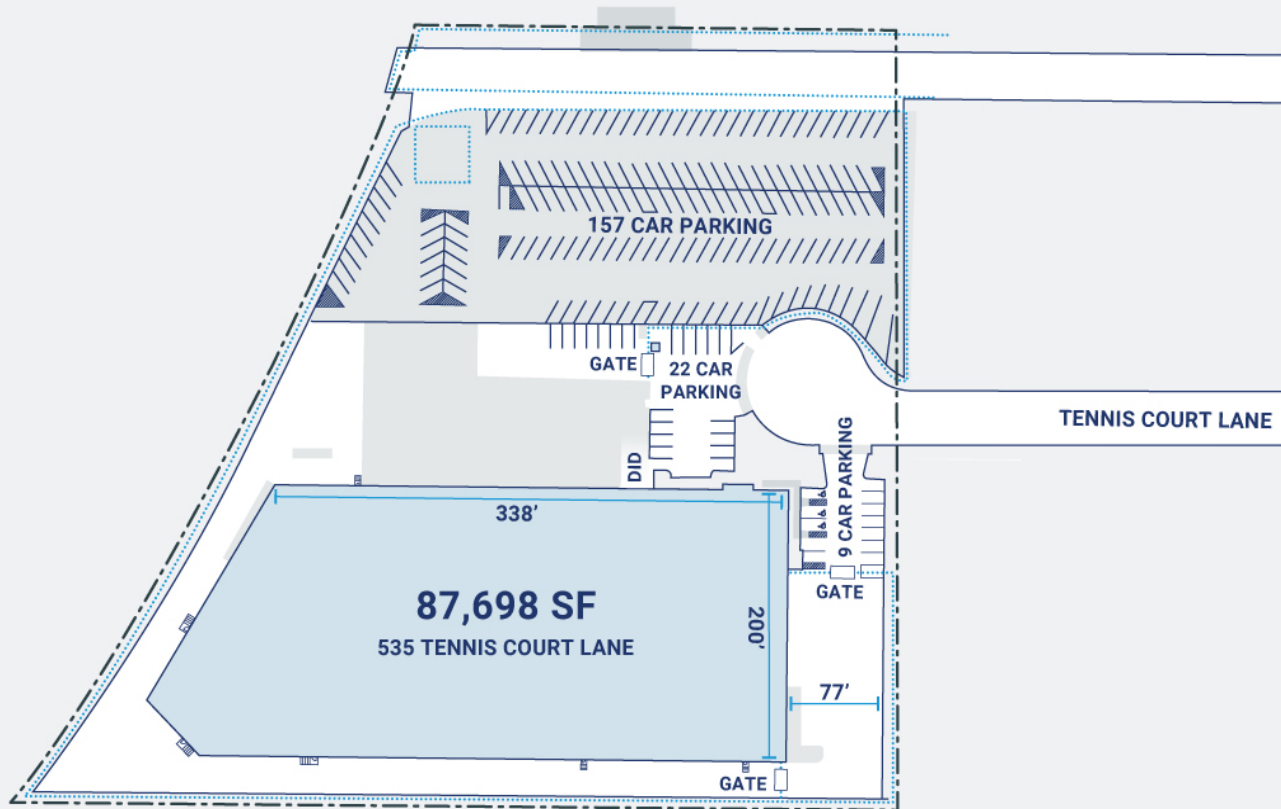 157 CAR PARKING
GATE
22 CAR
PARKING
TENNIS COURT LANE
DID
9 CAR PARKING
338’
87,698 SF
535 TENNIS COURT LANE
200’
GATE
77’
GATE